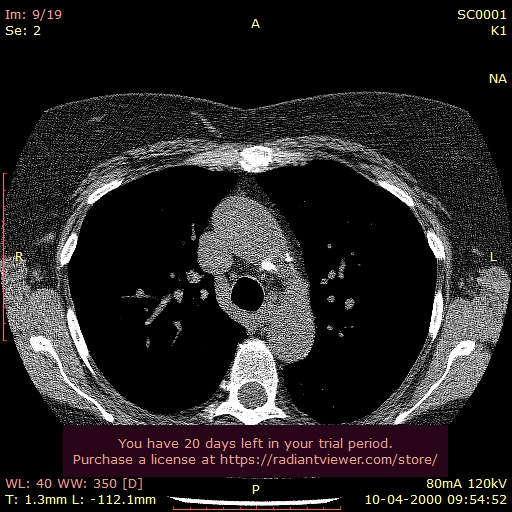 Im: 9/19
Se: 2
A
SC0001
K1
NA
R
L
You have 20 days left in your trial period.
Purchase a license at https://radiantviewer.com/store/
WL: 40 WW: 350 [D]
T: 1.3mm L: -112.1mm
P
80mA 120kV
10-04-2000 09:54:52